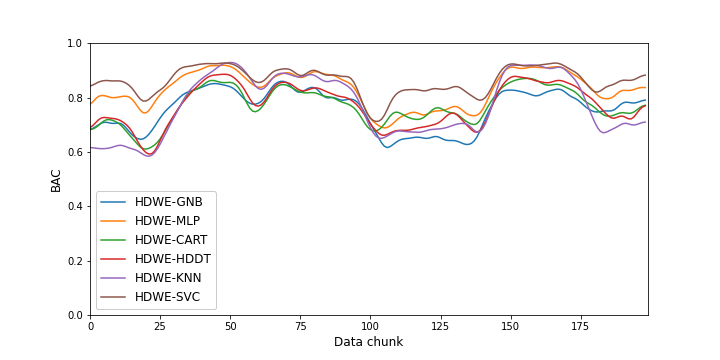 1.0
0.8
0.6
0.4
0.2
0.0
BAC
HDWE-GNB
HDWE-MLP
HDWE-CART
HDWE-HDDT
HDWE-KNN
HDWE-SVC
0 25 50 75 100 125 150 175
Data chunk